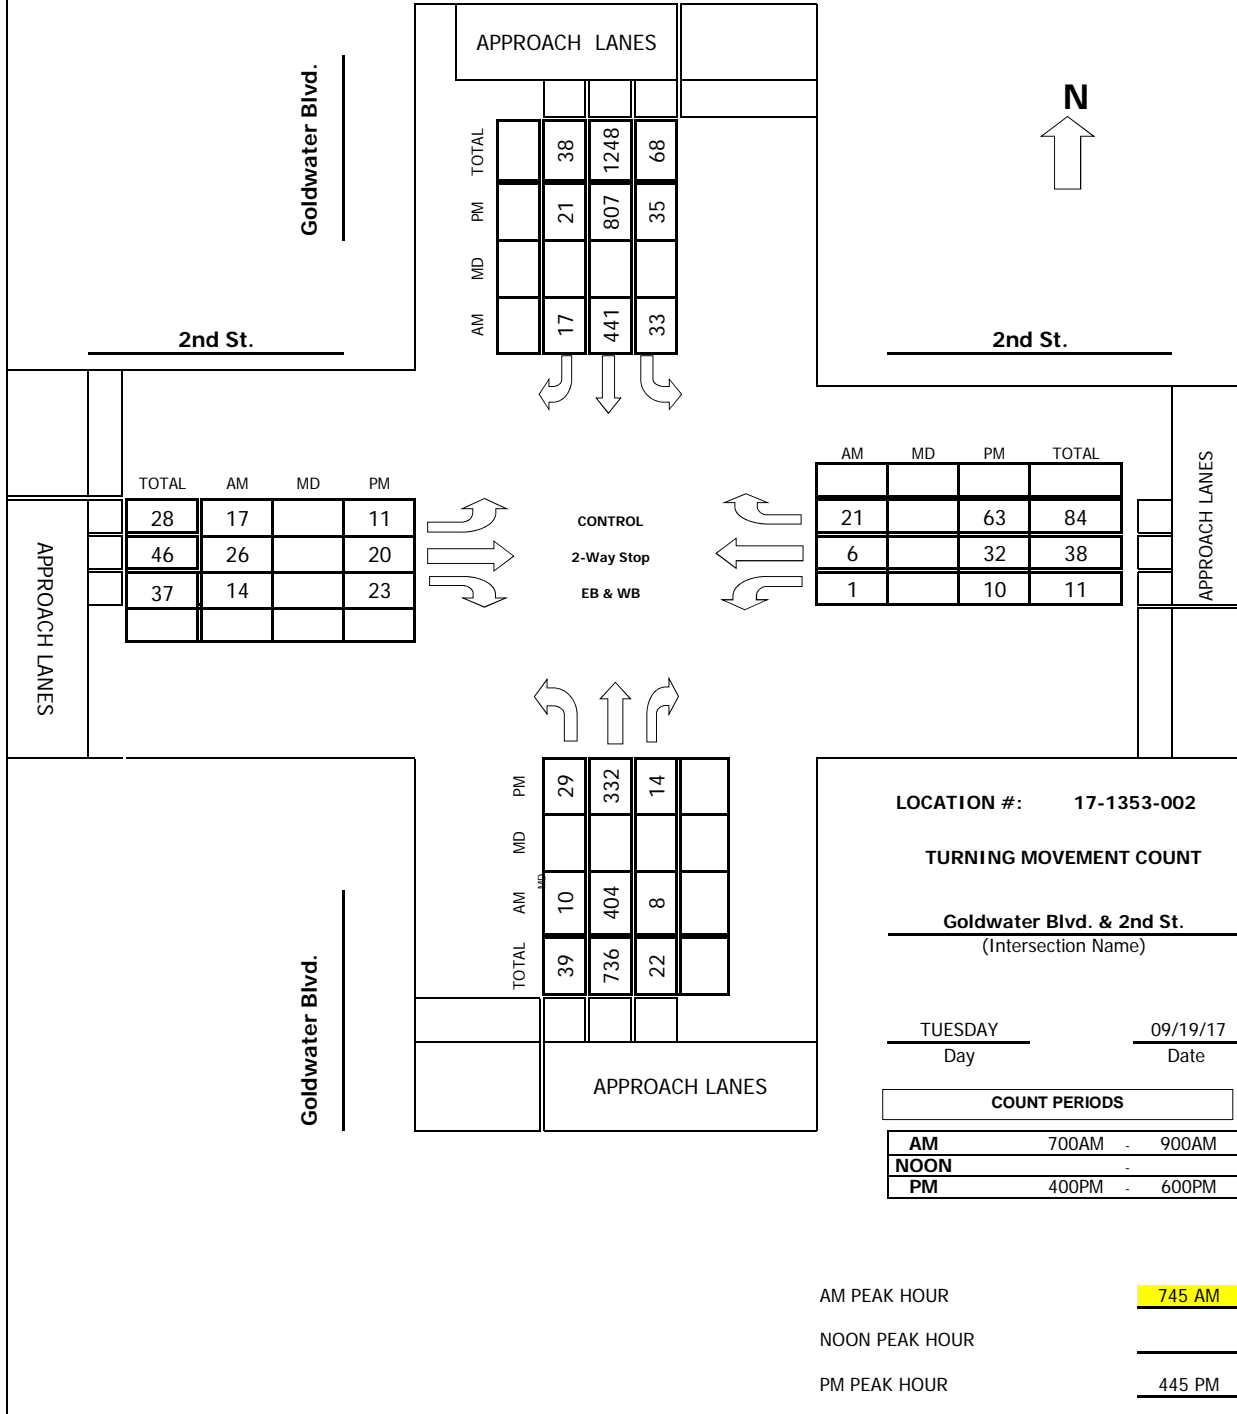 APPROACH LANES
Goldwater Blvd.
N
TOTAL 38 1248 68
PM 21 807 35
MD
AM 17 441 33
2nd St.
2nd St.
TOTAL AM MD PM
28 17 11
46 26 20
37 14 23
APPROACH LANES
CONTROL
2-Way Stop
EB & WB
AM MD PM TOTAL
21 63 84
6 32 38
1 10 11
APPROACH LANES
PM 29 332 14
MD
MD
AM 10 404 8
TOTAL 39 736 22
Goldwater Blvd.
APPROACH LANES
LOCATION #: 17-1353-002
TURNING MOVEMENT COUNT
Goldwater Blvd. & 2nd St.
(Intersection Name)
TUESDAY 09/19/17
Day Date
COUNT PERIODS
AM 700AM - 900AM
NOON -
PM 400PM - 600PM
AM PEAK HOUR 745 AM
NOON PEAK HOUR
PM PEAK HOUR 445 PM